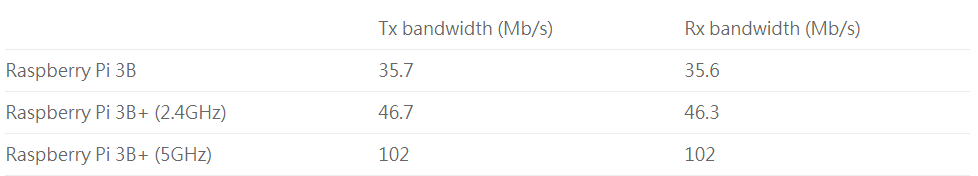 Tx bandwidth (Mb/s) Rx bandwidth (Mb/s)
Raspberry Pi 3B 35.7 35.6
Raspberry Pi 3B+ (2.4GHz) 46.7 46.3
Raspberry Pi 3B+ (5GHz) 102 102